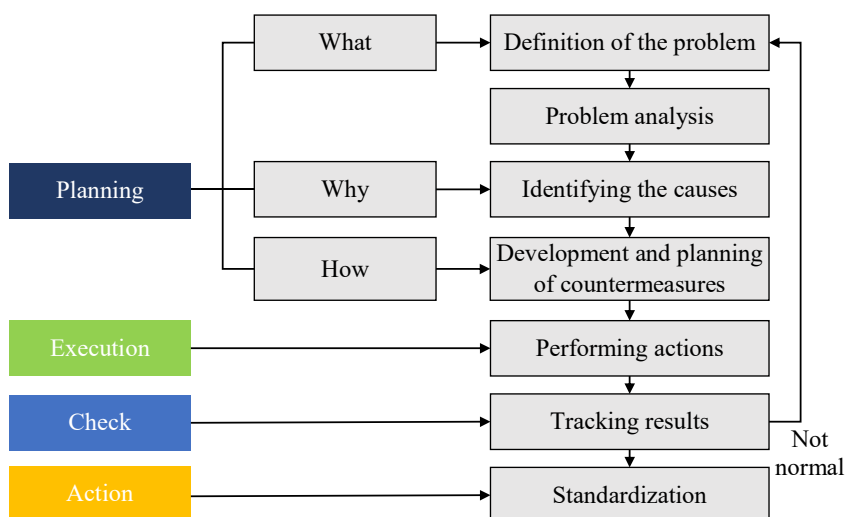 What
Definition of the problem
Problem analysis
Planning
Why
Identifying the causes
How
Development and planning
of countermeasures
Execution
Performing actions
Check
Tracking results
Not
normal
Action
Standardization